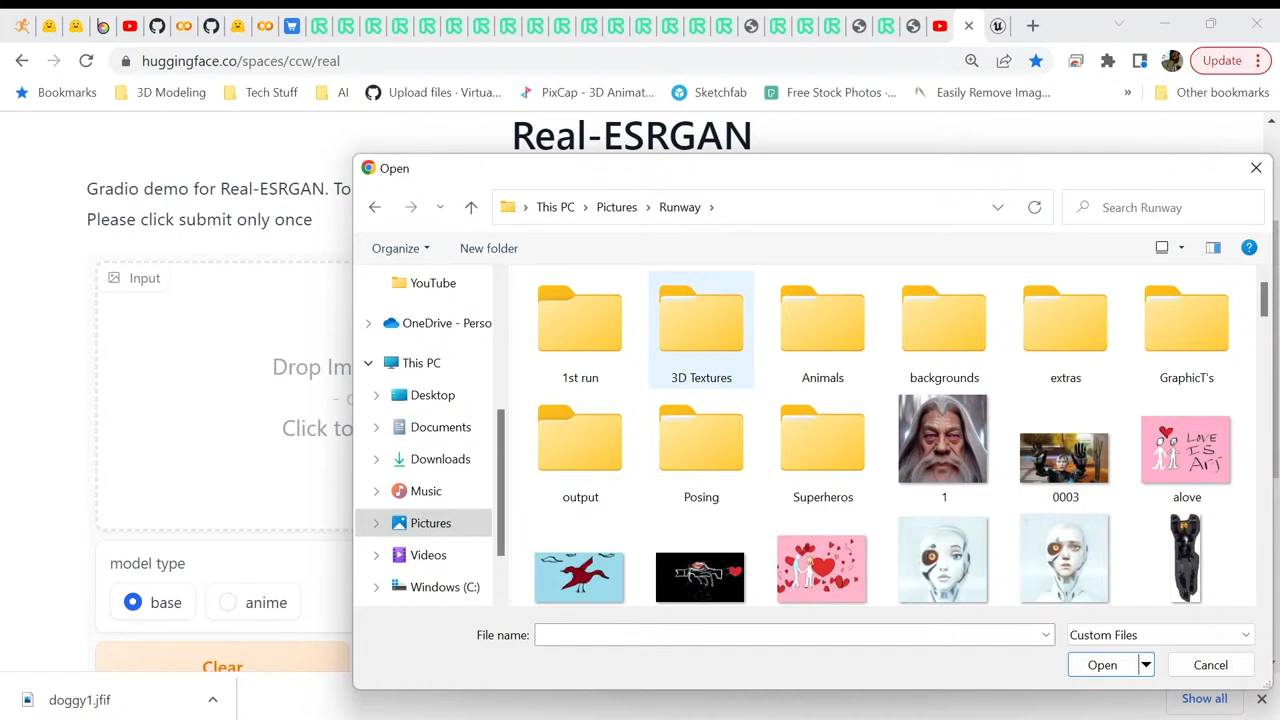 huggingface.co/spaces/ccw/real
Update
Bookmarks
3D Modeling
Tech Stuff
AI
Upload files · Virtua...
PixCap - 3D Animat...
Sketchfab
Free Stock Photos ·...
Easily Remove Imag...
»
Other bookmarks
Real-ESRGAN
Gradio demo for Real-ESRGAN. To
Please click submit only once
Input
Drop Im
Click to
model type
base
anime
Clear
Open
This PC
Pictures
Runway
Search Runway
Organize
New folder
YouTube
OneDrive - Perso
This PC
Desktop
Documents
Downloads
Music
Pictures
Videos
Windows (C:)
1st run
3D Textures
Animals
backgrounds
extras
GraphicT's
output
Posing
Superheros
1
0003
alove
LOVE
IS
Art
File name:
Custom Files
Open
Cancel
doggy1.jfif
Show all